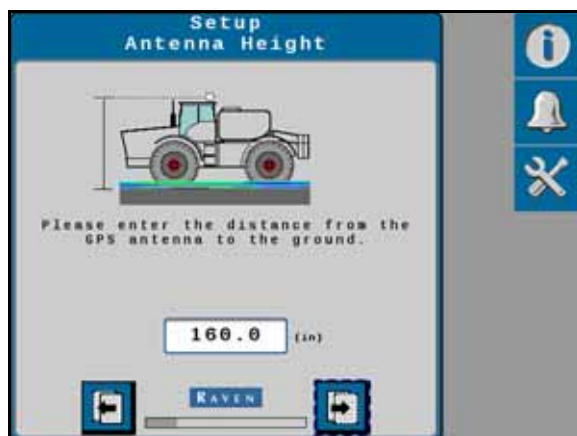 Setup
Antenna Height
Please enter the distance from the
GPS antenna to the ground.
160.0 (in)
RAVEN